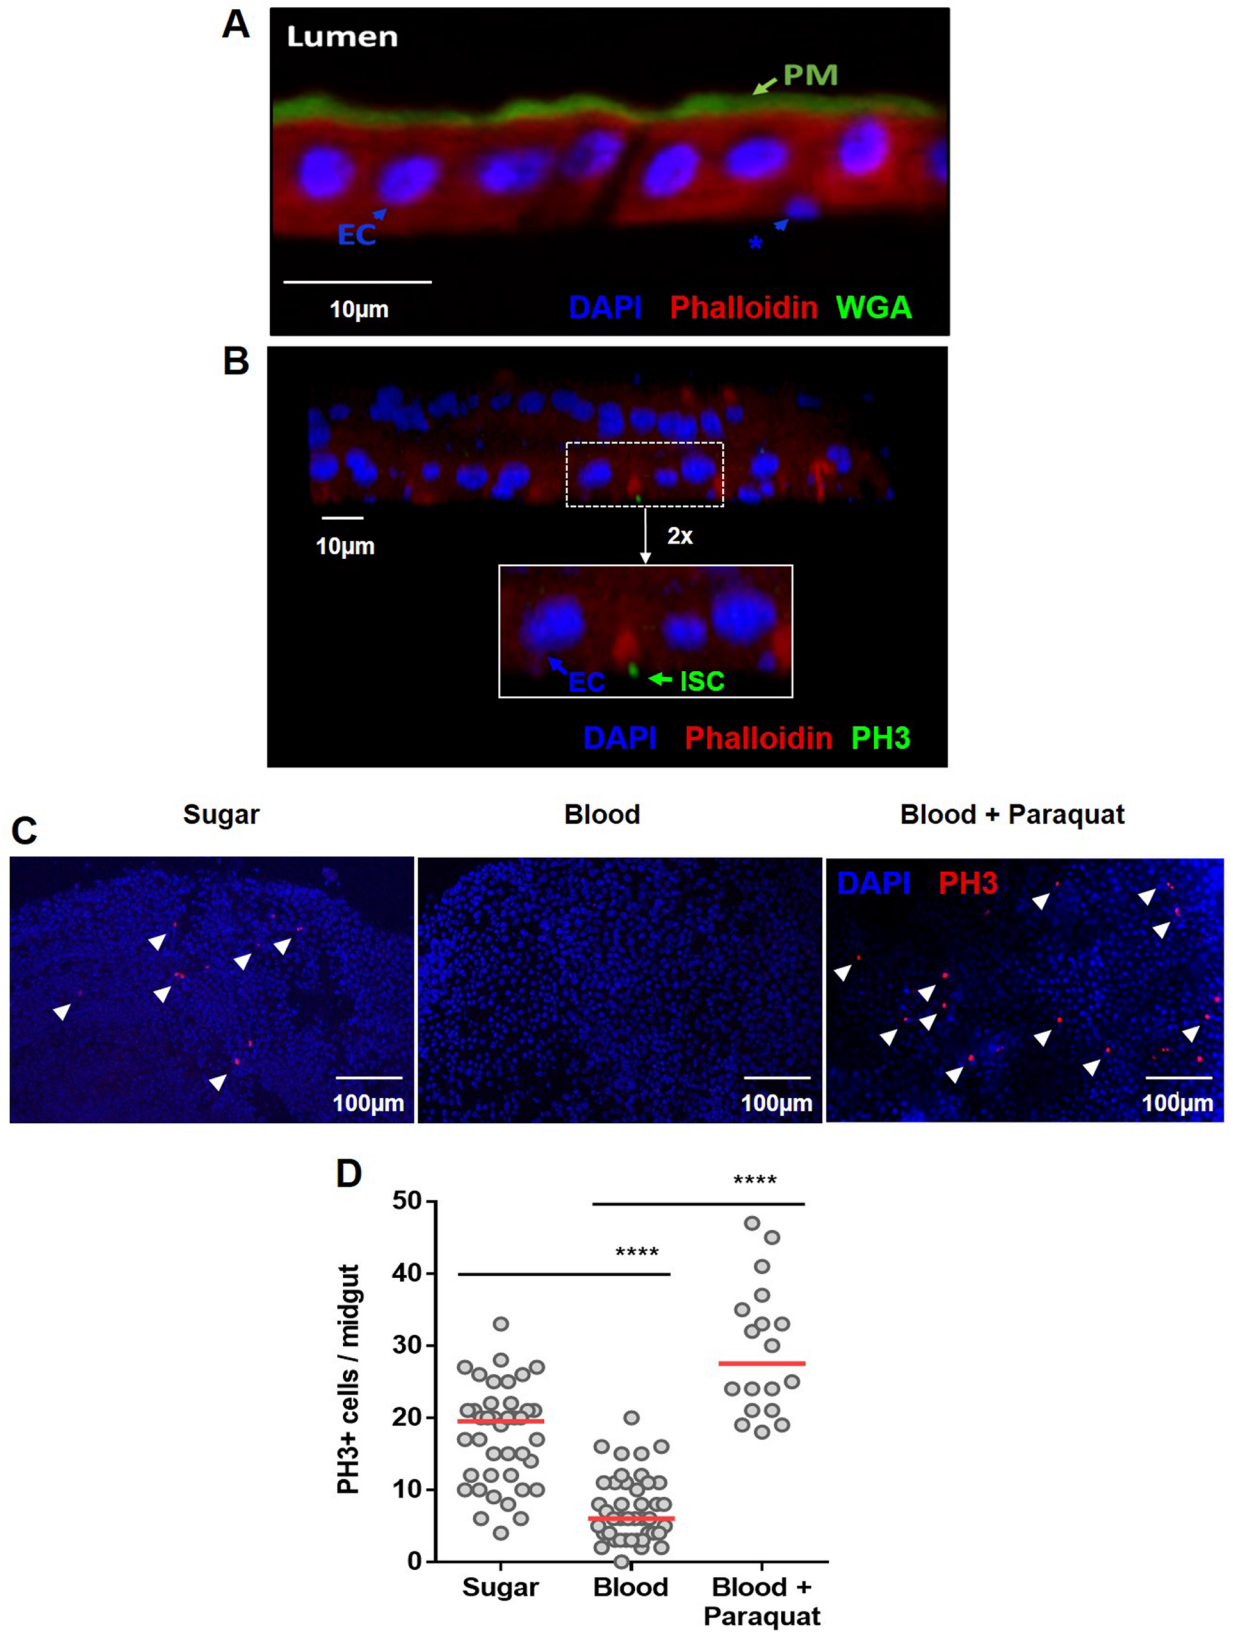 A
Lumen
PM
EC
*
10µm
DAPI Phalloidin WGA
B
10µm
2x
EC
ISC
DAPI Phalloidin PH3
C
Sugar
Blood
Blood + Paraquat
DAPI PH3
100µm
100µm
100µm
D
PH3+ cells / midgut
50
40
30
20
10
0
****
****
Sugar
Blood
Blood +
Paraquat